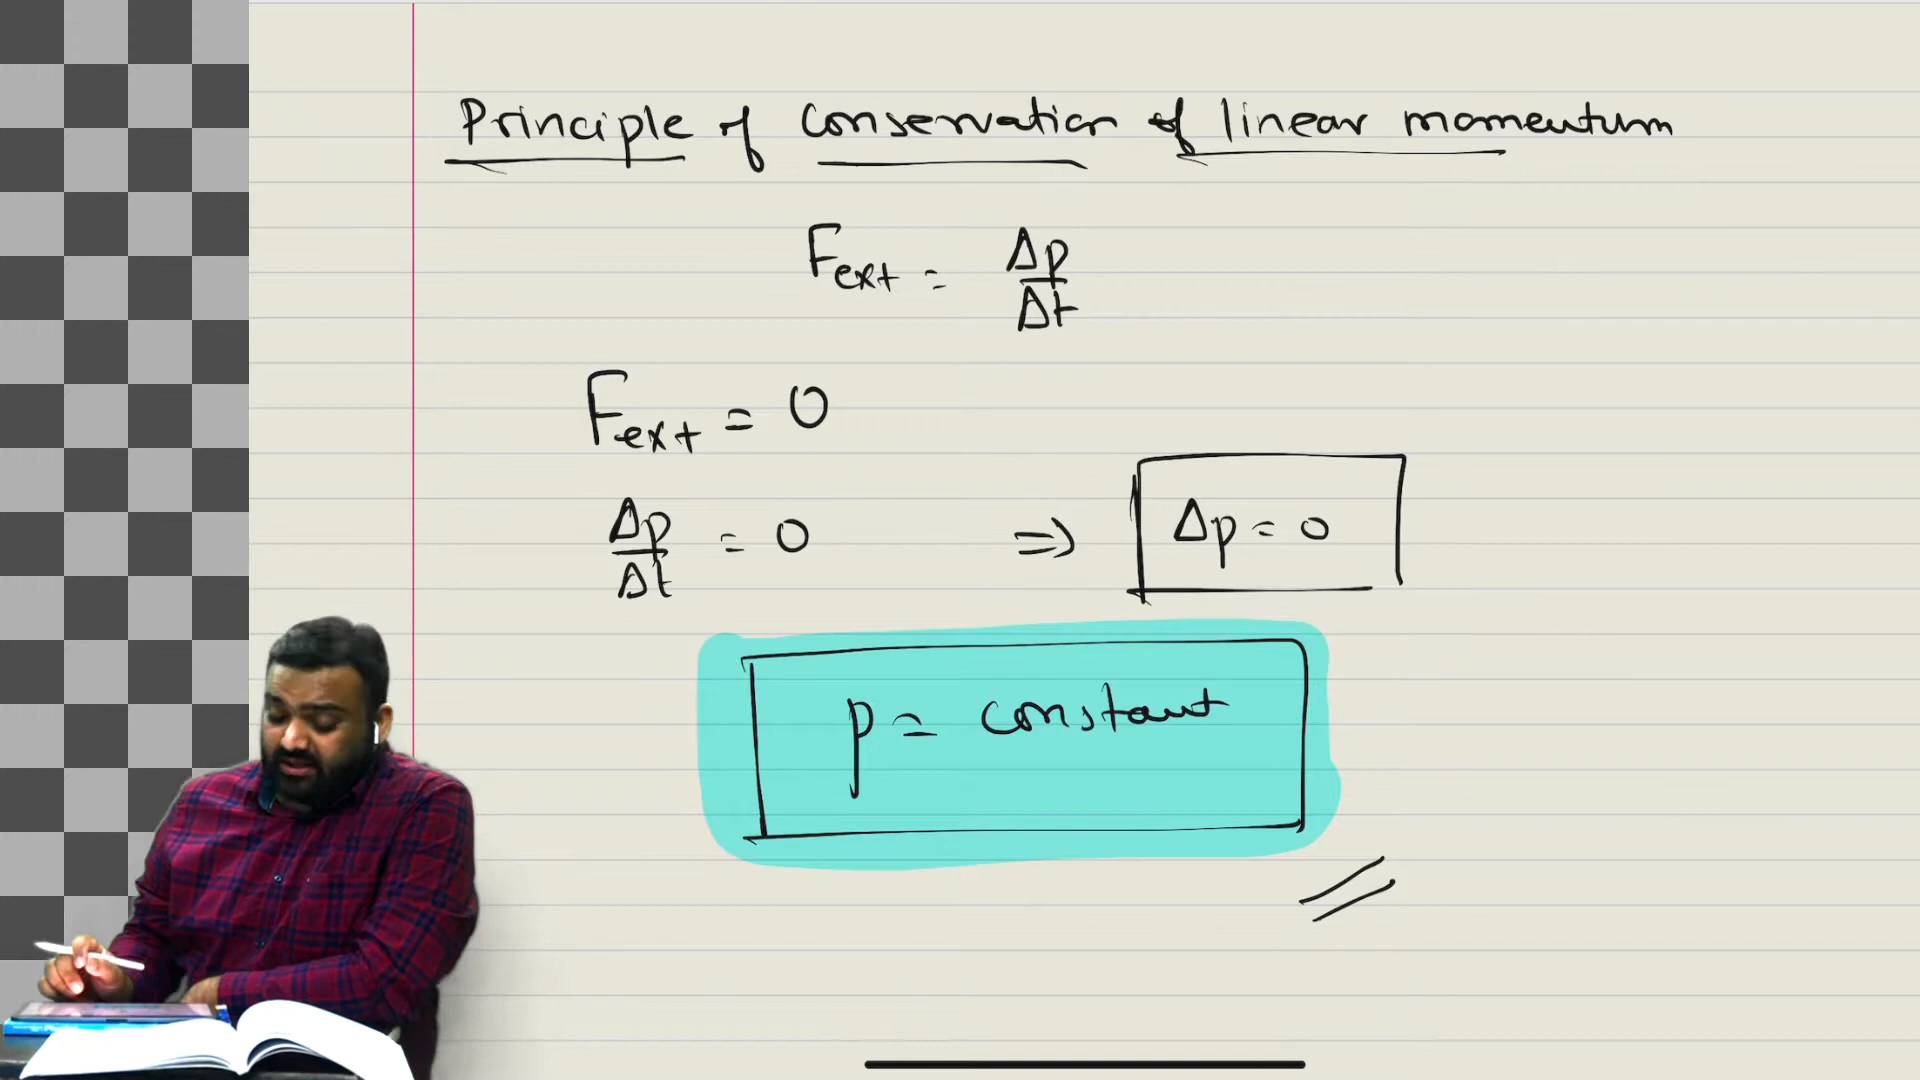 Principle of conservation of linear momentum
Fext = Δp/Δt
Fext = 0
Δp/Δt = 0 => Δp = 0
p = constant